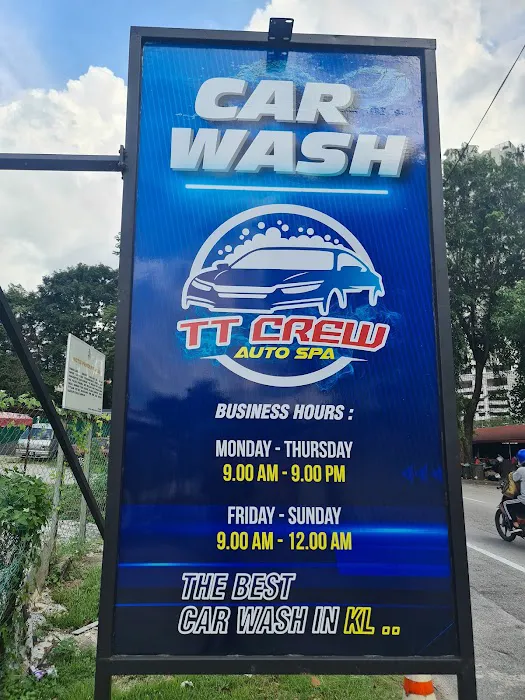 CAR
WASH
TT CREW
AUTO SPA
BUSINESS HOURS :
MONDAY - THURSDAY
9.00 AM - 9.00 PM
FRIDAY - SUNDAY
9.00 AM - 12.00 AM
THE BEST
CAR WASH IN KL ..